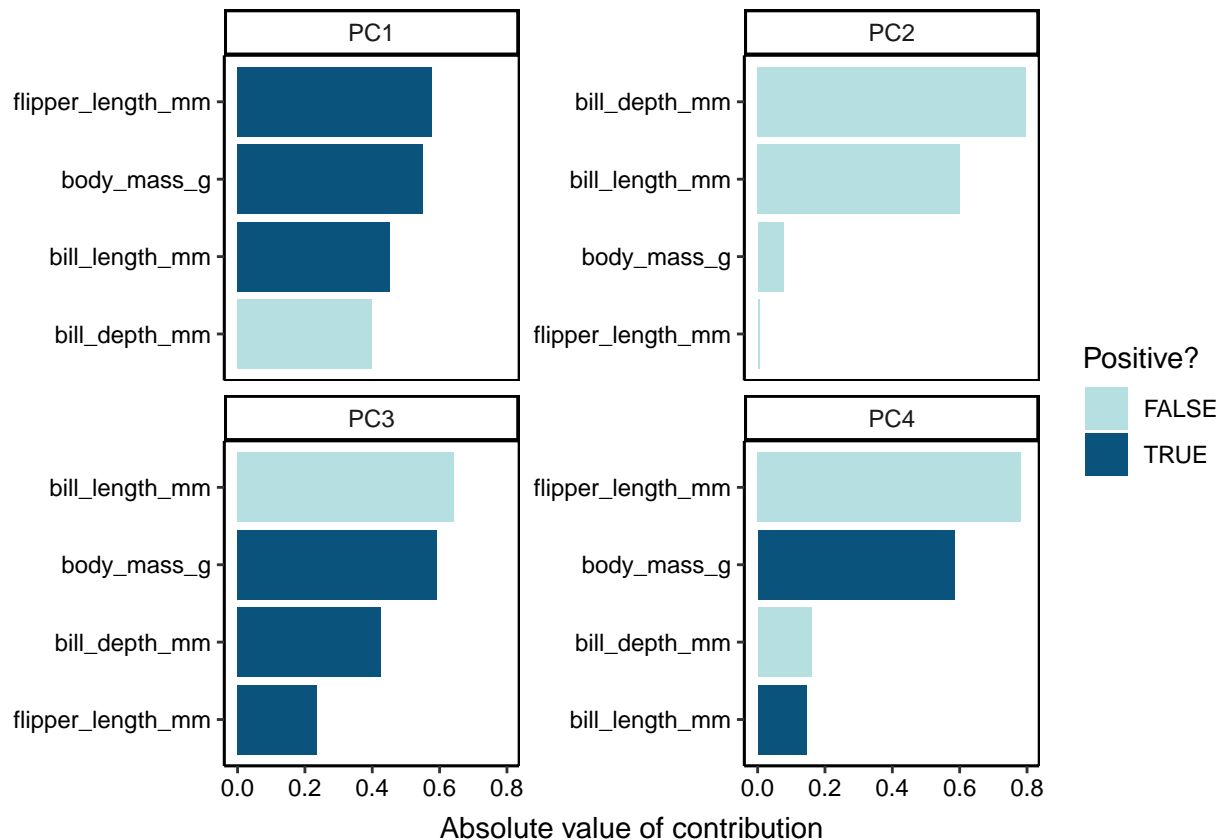 PC1
flipper_length_mm
body_mass_g
bill_length_mm
bill_depth_mm
PC2
bill_depth_mm
bill_length_mm
body_mass_g
flipper_length_mm
PC3
bill_length_mm
body_mass_g
bill_depth_mm
flipper_length_mm
0.0 0.2 0.4 0.6 0.8
PC4
flipper_length_mm
body_mass_g
bill_depth_mm
bill_length_mm
0.0 0.2 0.4 0.6 0.8
Absolute value of contribution
Positive?
FALSE
TRUE